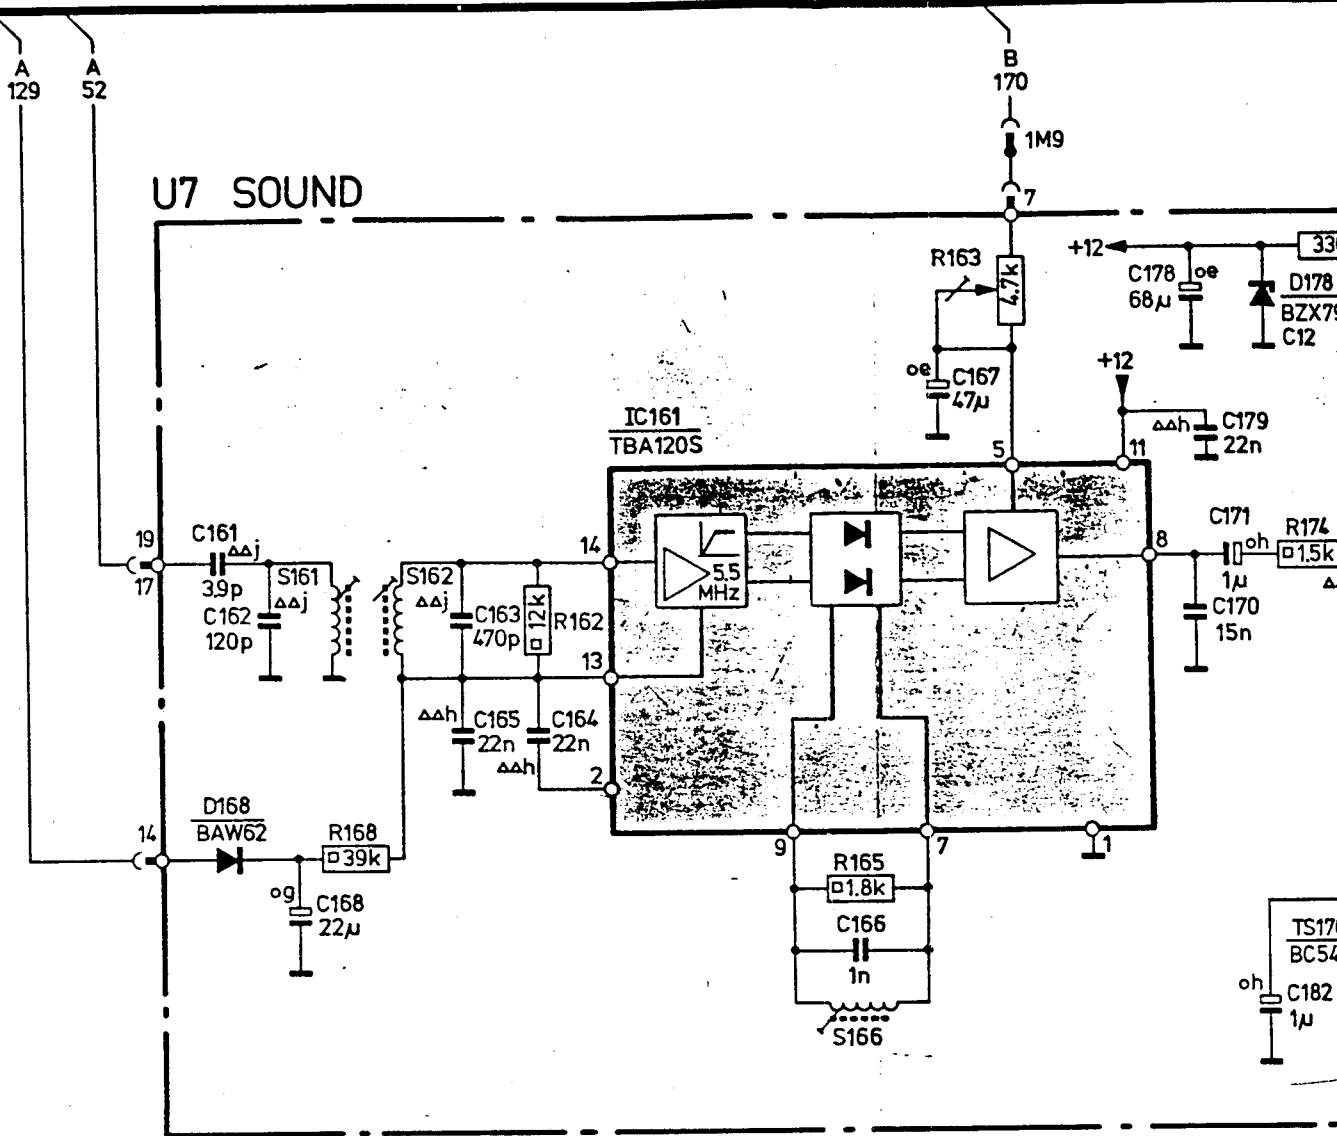 A
129
A
52
B
170
1M9
7
U7 SOUND
+12
R163
4.7k
C178
68µ
oe
D178
BZX79
C12
+12
oe
C167
47µ
IC161
TBA120S
ΔΔh
C179
22n
5
11
19
17
C161
ΔΔj
3.9p
C162
120p
S161
ΔΔj
S162
ΔΔj
C163
470p
12k
R162
14
13
5.5
MHz
8
C171
oh
1µ
R174
1.5k
C170
15n
ΔΔh
C165
22n
C164
22n
ΔΔh
2
D168
BAW62
14
R168
39k
og
C168
22µ
9
7
1
R165
1.8k
C166
1n
S166
TS17
BC54
oh
C182
1µ